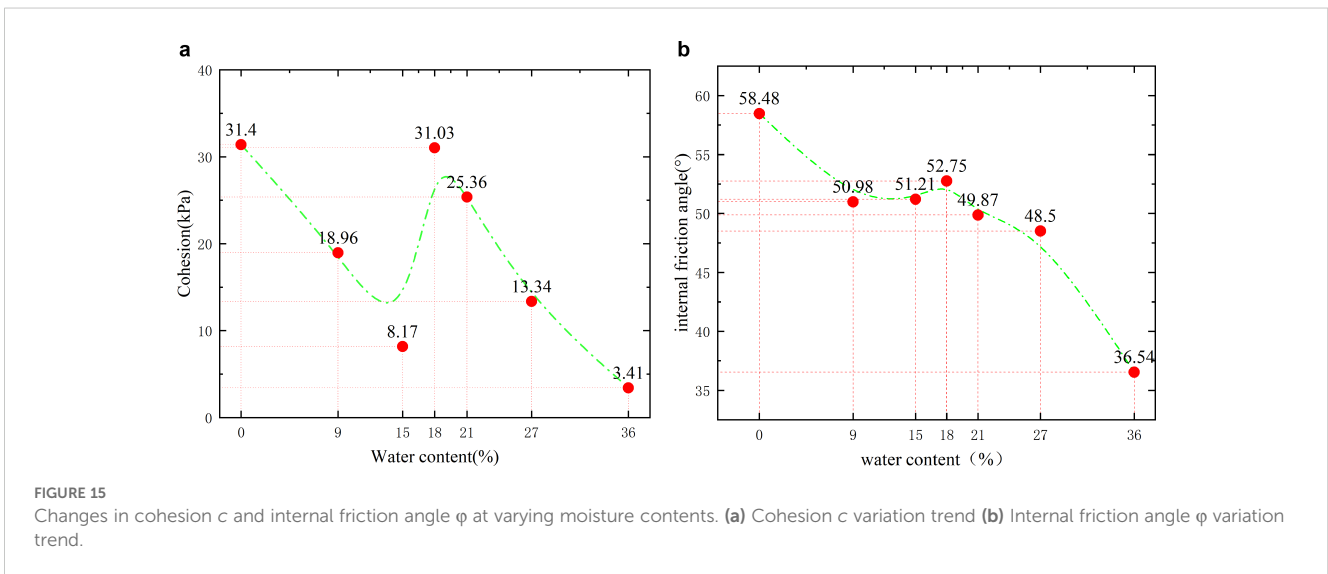 a
40
30
20
10
0
Cohesion(kPa)
31.4
18.96
8.17
31.03
25.36
13.34
3.41
0 9 15 18 21 27 36
Water content(%)
b
60
55
50
45
40
35
internal friction angle(°)
58.48
50.98
51.21
52.75
49.87
48.5
36.54
0 9 15 18 21 27 36
water content（%）
FIGURE 15
Changes in cohesion c and internal friction angle φ at varying moisture contents. (a) Cohesion c variation trend (b) Internal friction angle φ variation
trend.